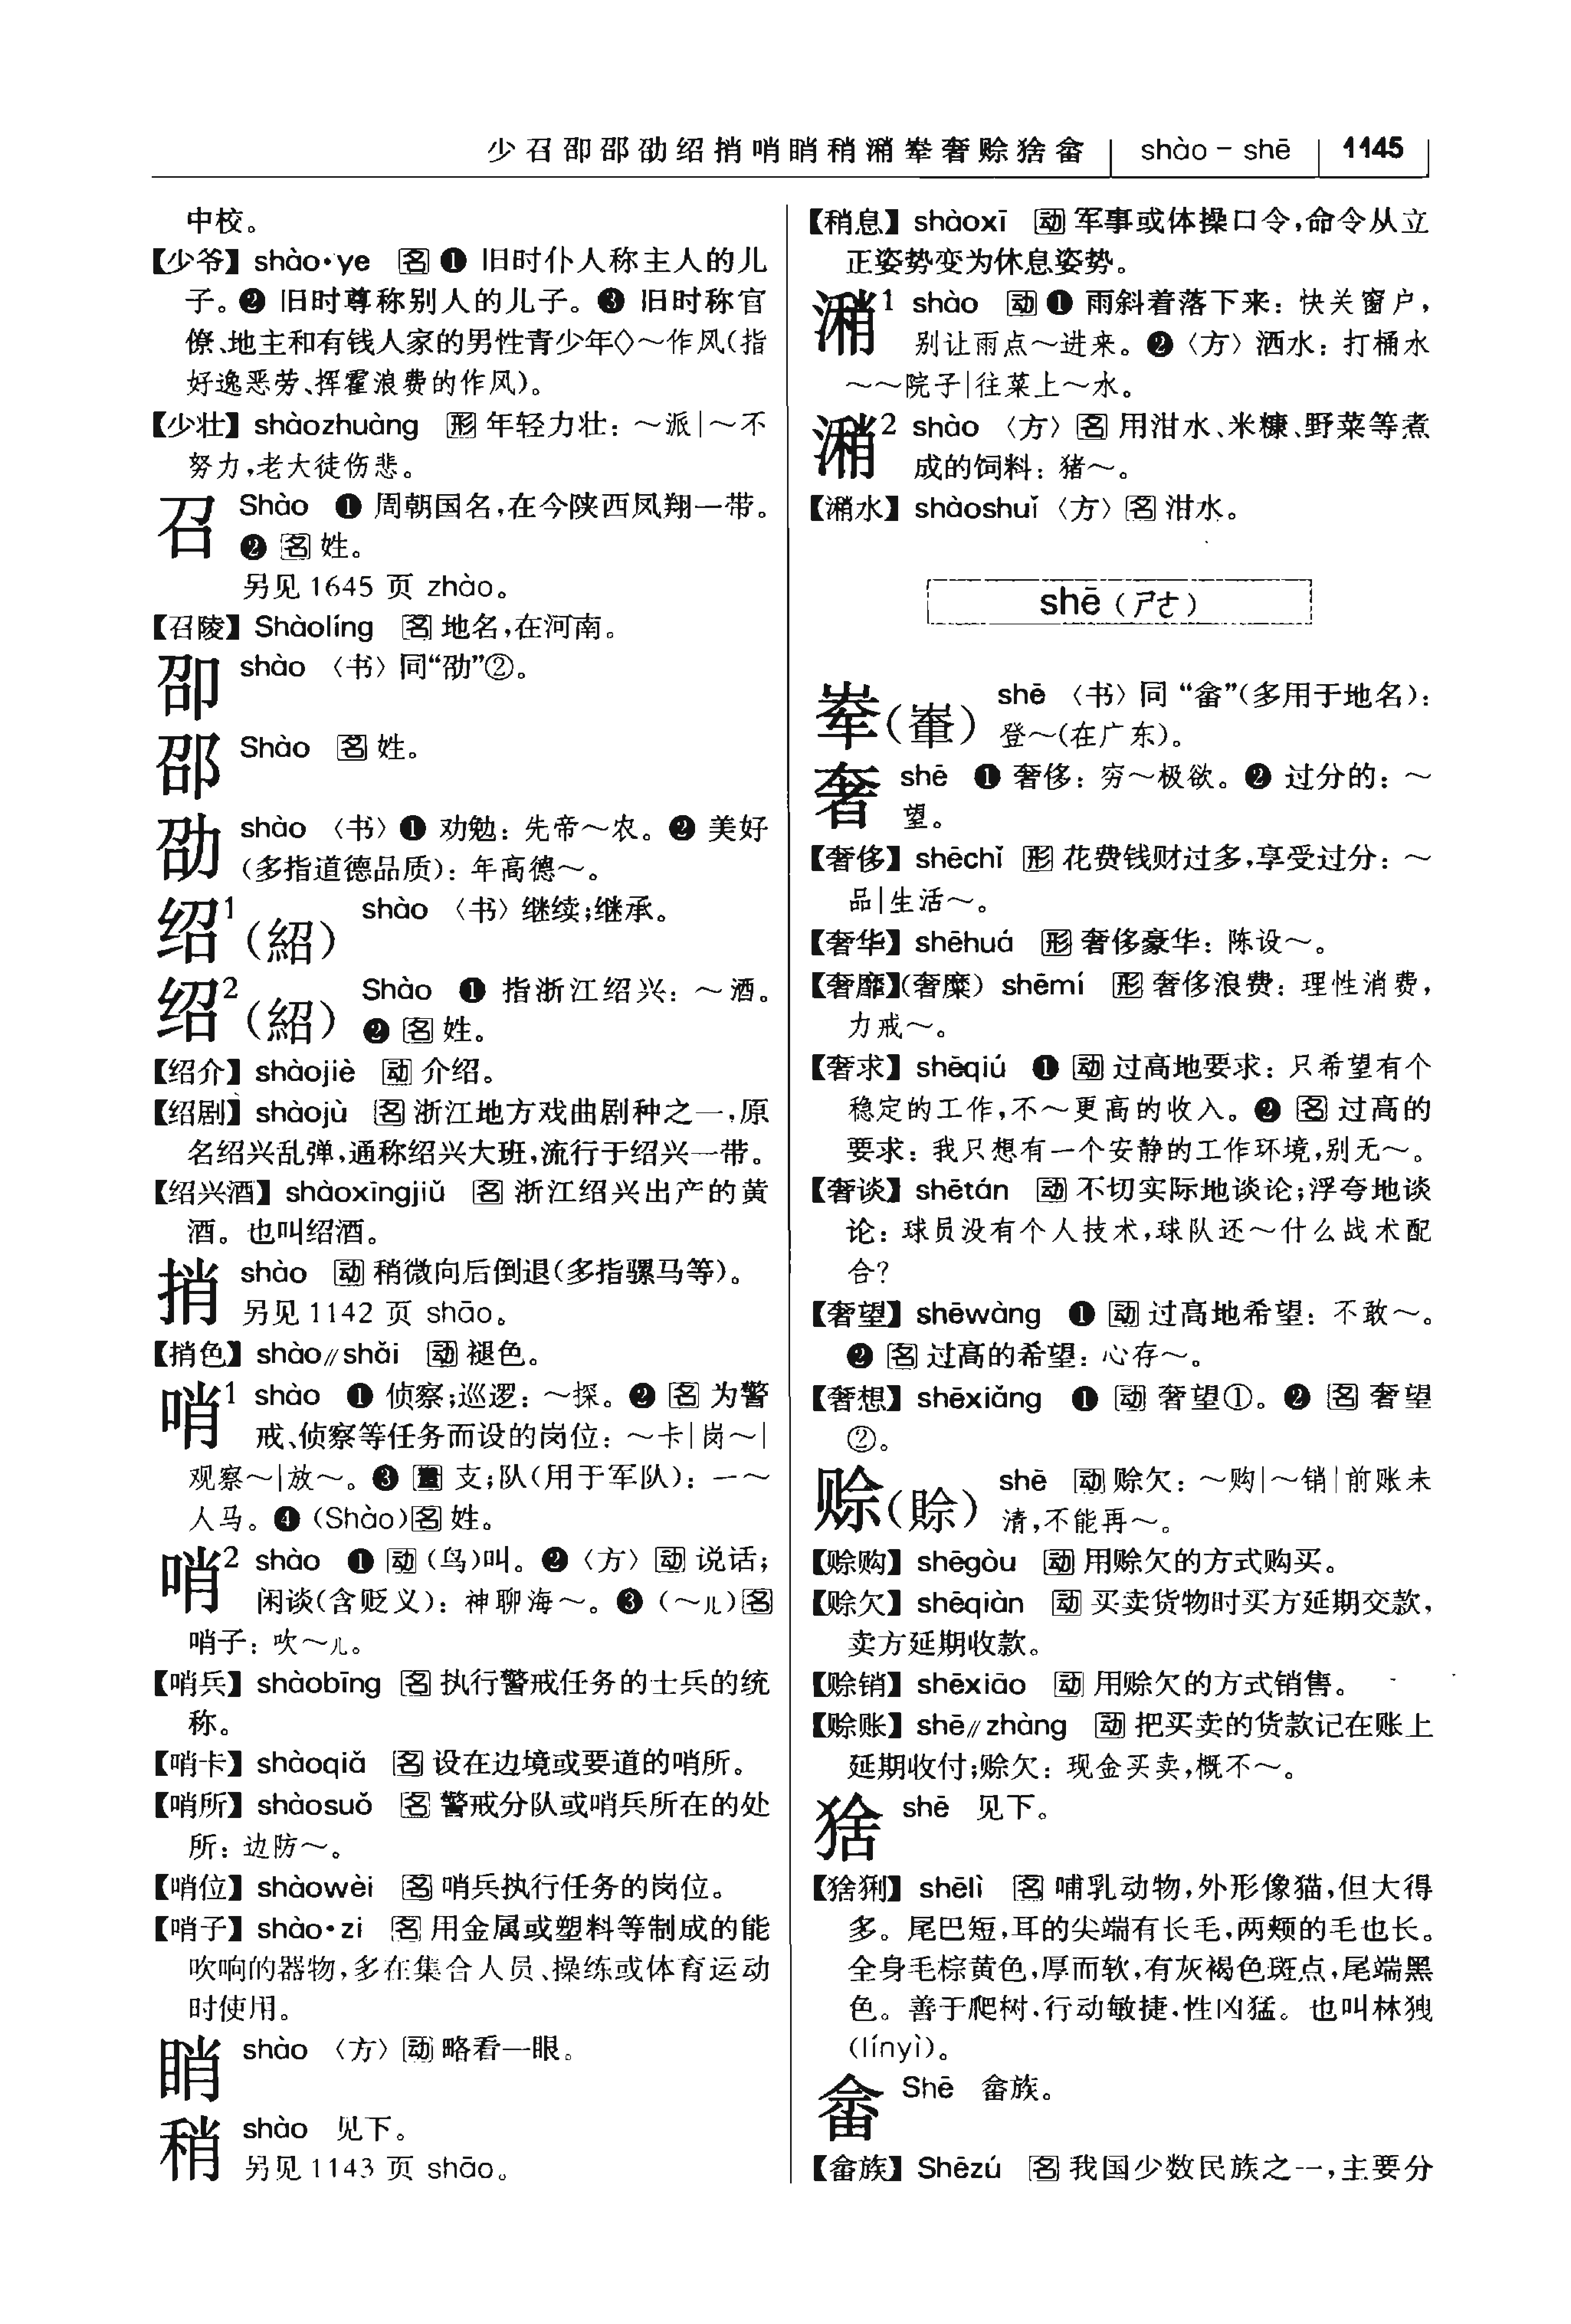 少召卲邵劭绍捎哨睄稍潲峷奢赊猞畲 shào－shē 1145
中校。
【少爷】 shào·ye 名 ❶ 旧时仆人称主人的儿
子。❷ 旧时尊称别人的儿子。❸ 旧时称官
僚、地主和有钱人家的男性青少年◇～作风(指
好逸恶劳、挥霍浪费的作风)。
【少壮】 shàozhuàng 形 年轻力壮：～派|～不
努力,老大徒伤悲。
召 Shào ❶ 周朝国名,在今陕西凤翔一带。
❷ 名 姓。
另见1645 页 zhào。
【召陵】 Shàolíng 名 地名,在河南。
卲 shào 〈书〉同“劭”②。
邵 Shào 名 姓。
劭 shào 〈书〉❶ 劝勉：先帝～农。❷ 美好
(多指道德品质)：年高德～。
绍1(紹) shào 〈书〉继续;继承。
绍2(紹) Shào ❶ 指浙江绍兴：～酒。
❷ 名 姓。
【绍介】 shàojiè 动 介绍。
【绍剧】 shàojù 名 浙江地方戏曲剧种之一,原
名绍兴乱弹,通称绍兴大班,流行于绍兴一带。
【绍兴酒】 shàoxīngjiǔ 名 浙江绍兴出产的黄
酒。也叫绍酒。
捎 shào 动 稍微向后倒退(多指骡马等)。
另见1142 页 shāo。
【捎色】 shào∥shǎi 动 褪色。
哨1 shào ❶ 侦察;巡逻：～探。❷ 名 为警
戒、侦察等任务而设的岗位：～卡|岗～|
观察～|放～。❸ 量 支;队(用于军队)：一～
人马。❹ (Shào)名 姓。
哨2 shào ❶ 动 (鸟)叫。❷〈方〉动 说话;
闲谈(含贬义)：神聊海～。❸ (～儿)名
哨子：吹～儿。
【哨兵】 shàobīng 名 执行警戒任务的士兵的统
称。
【哨卡】 shàoqiǎ 名 设在边境或要道的哨所。
【哨所】 shàosuǒ 名 警戒分队或哨兵所在的处
所：边防～。
【哨位】 shàowèi 名 哨兵执行任务的岗位。
【哨子】 shào·zi 名 用金属或塑料等制成的能
吹响的器物,多在集合人员、操练或体育运动
时使用。
睄 shào 〈方〉动 略看一眼。
稍 shào 见下。
另见1143 页 shāo。
【稍息】 shàoxī 动 军事或体操口令,命令从立
正姿势变为休息姿势。
潲1 shào 动 ❶ 雨斜着落下来：快关窗户,
别让雨点～进来。❷〈方〉洒水：打桶水
～～院子|往菜上～水。
潲2 shào 〈方〉名 用泔水、米糠、野菜等煮
成的饲料：猪～。
【潲水】 shàoshuǐ 〈方〉名 泔水。
shē (ㄕㄜ)
峷(崋) shē 〈书〉同“畲”(多用于地名)：
登～(在广东)。
奢 shē ❶ 奢侈：穷～极欲。❷ 过分的：～
望。
【奢侈】 shēchǐ 形 花费钱财过多,享受过分：～
品|生活～。
【奢华】 shēhuá 形 奢侈豪华：陈设～。
【奢靡】(奢糜) shēmí 形 奢侈浪费：理性消费,
力戒～。
【奢求】 shēqiú ❶ 动 过高地要求：只希望有个
稳定的工作,不～更高的收入。❷ 名 过高的
要求：我只想有一个安静的工作环境,别无～。
【奢谈】 shētán 动 不切实际地谈论;浮夸地谈
论：球员没有个人技术,球队还～什么战术配
合?
【奢望】 shēwàng ❶ 动 过高地希望：不敢～。
❷ 名 过高的希望：心存～。
【奢想】 shēxiǎng ❶ 动 奢望①。❷ 名 奢望
②。
赊(賒) shē 动 赊欠：～购|～销|前账未
清,不能再～。
【赊购】 shēgòu 动 用赊欠的方式购买。
【赊欠】 shēqiàn 动 买卖货物时买方延期交款,
卖方延期收款。
【赊销】 shēxiāo 动 用赊欠的方式销售。
【赊账】 shē∥zhàng 动 把买卖的货款记在账上
延期收付;赊欠：现金买卖,概不～。
猞 shē 见下。
【猞猁】 shēlì 名 哺乳动物,外形像猫,但大得
多。尾巴短,耳的尖端有长毛,两颊的毛也长。
全身毛棕黄色,厚而软,有灰褐色斑点,尾端黑
色。善于爬树,行动敏捷,性凶猛。也叫林㹭
(línyì)。
畲 Shē 畲族。
【畲族】 Shēzú 名 我国少数民族之一,主要分